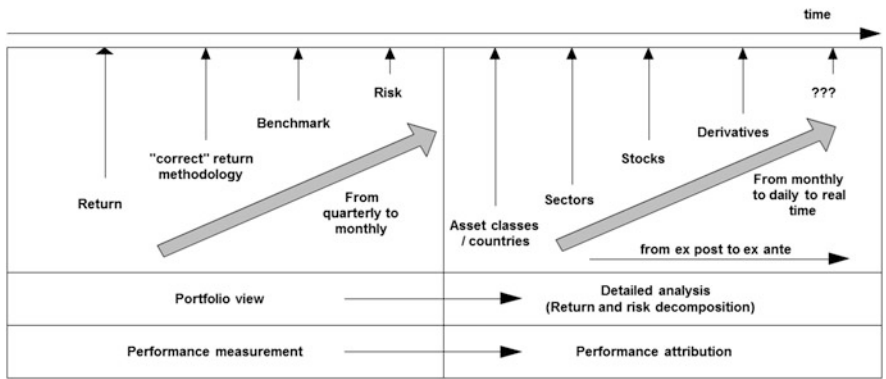 time
Return
"correct" return
methodology
Benchmark
Risk
From
quarterly to
monthly
Asset classes
/ countries
Sectors
Stocks
Derivatives
???
From monthly
to daily to real
time
from ex post to ex ante
Portfolio view
Detailed analysis
(Return and risk decomposition)
Performance measurement
Performance attribution